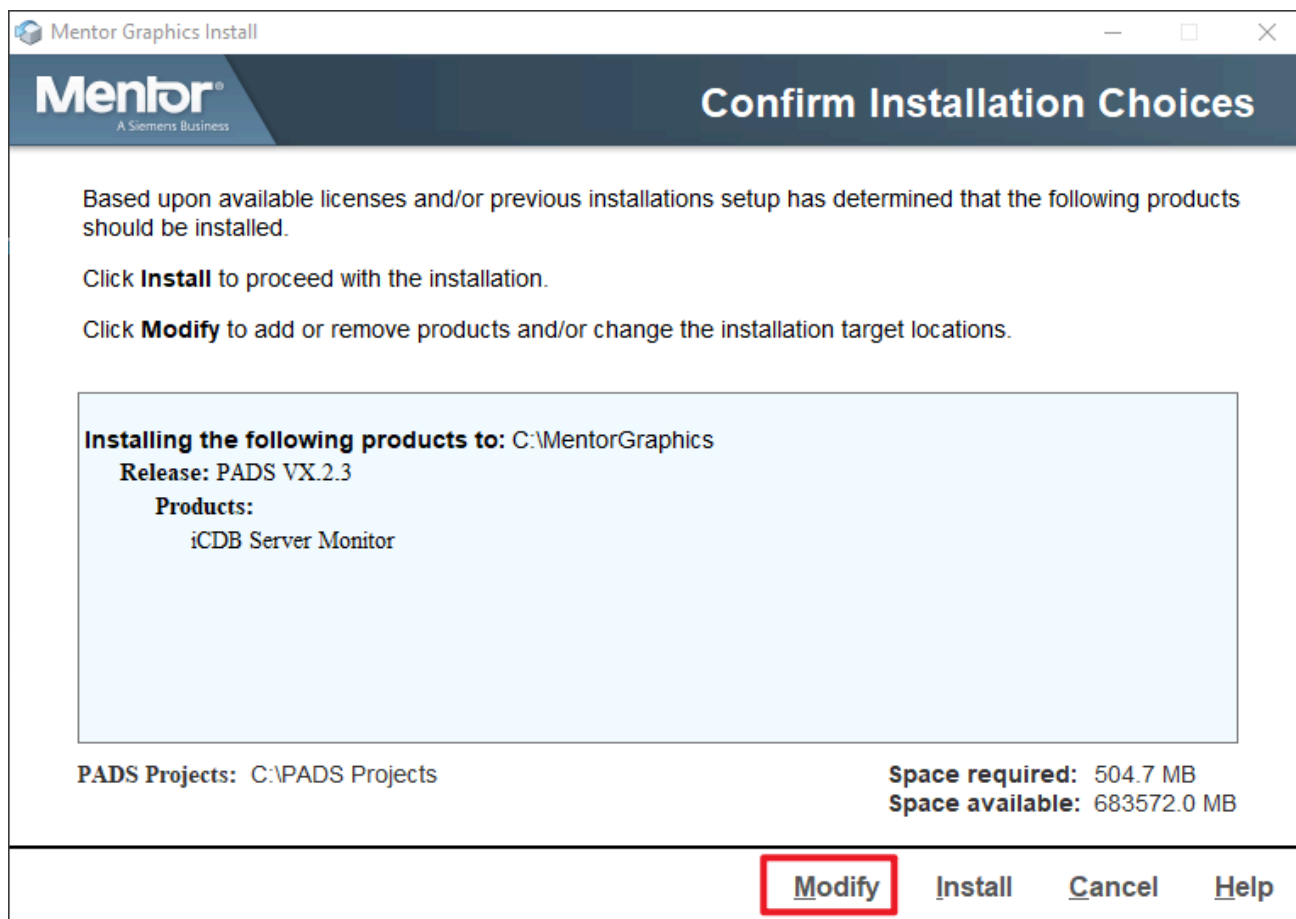 Mentor Graphics Install
Mentor®
A Siemens Business
Confirm Installation Choices
Based upon available licenses and/or previous installations setup has determined that the following products
should be installed.
Click Install to proceed with the installation.
Click Modify to add or remove products and/or change the installation target locations.
Installing the following products to: C:\MentorGraphics
Release: PADS VX.2.3
Products:
iCDB Server Monitor
PADS Projects: C:\PADS Projects
Space required: 504.7 MB
Space available: 683572.0 MB
Modify Install Cancel Help